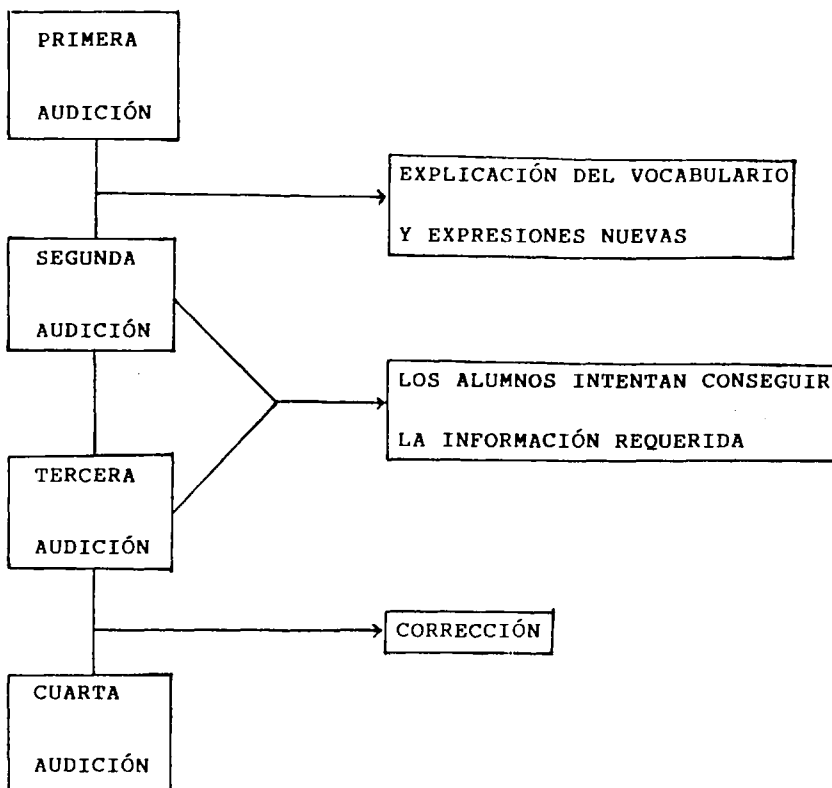 PRIMERA
AUDICIÓN
EXPLICACIÓN DEL VOCABULARIO
Y EXPRESIONES NUEVAS
SEGUNDA
AUDICIÓN
LOS ALUMNOS INTENTAN CONSEGUIR
LA INFORMACIÓN REQUERIDA
TERCERA
AUDICIÓN
CORRECCIÓN
CUARTA
AUDICIÓN